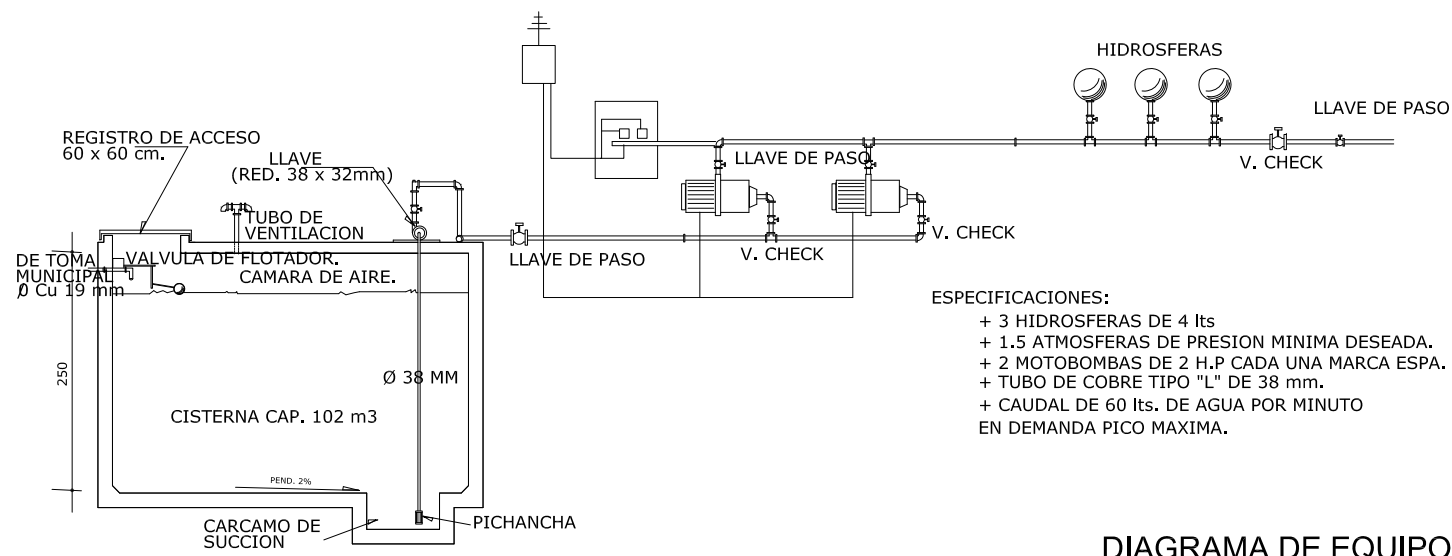 HIDROSFERAS
LLAVE DE PASO
REGISTRO DE ACCESO
60 x 60 cm.
LLAVE
(RED. 38 x 32mm)
LLAVE DE PASO
V. CHECK
TUBO DE
VENTILACION
V. CHECK
V. CHECK
LLAVE DE PASO
DE TOMA
MUNICIPAL
Ø Cu 19 mm
VALVULA DE FLOTADOR.
CAMARA DE AIRE.
ESPECIFICACIONES:
+ 3 HIDROSFERAS DE 4 lts
+ 1.5 ATMOSFERAS DE PRESION MINIMA DESEADA.
+ 2 MOTOBOMBAS DE 2 H.P CADA UNA MARCA ESPA.
+ TUBO DE COBRE TIPO "L" DE 38 mm.
+ CAUDAL DE 60 lts. DE AGUA POR MINUTO
EN DEMANDA PICO MAXIMA.
250
Ø 38 MM
CISTERNA CAP. 102 m3
PEND. 2%
CARCAMO DE
SUCCION
PICHANCHA
DIAGRAMA DE EQUIPO